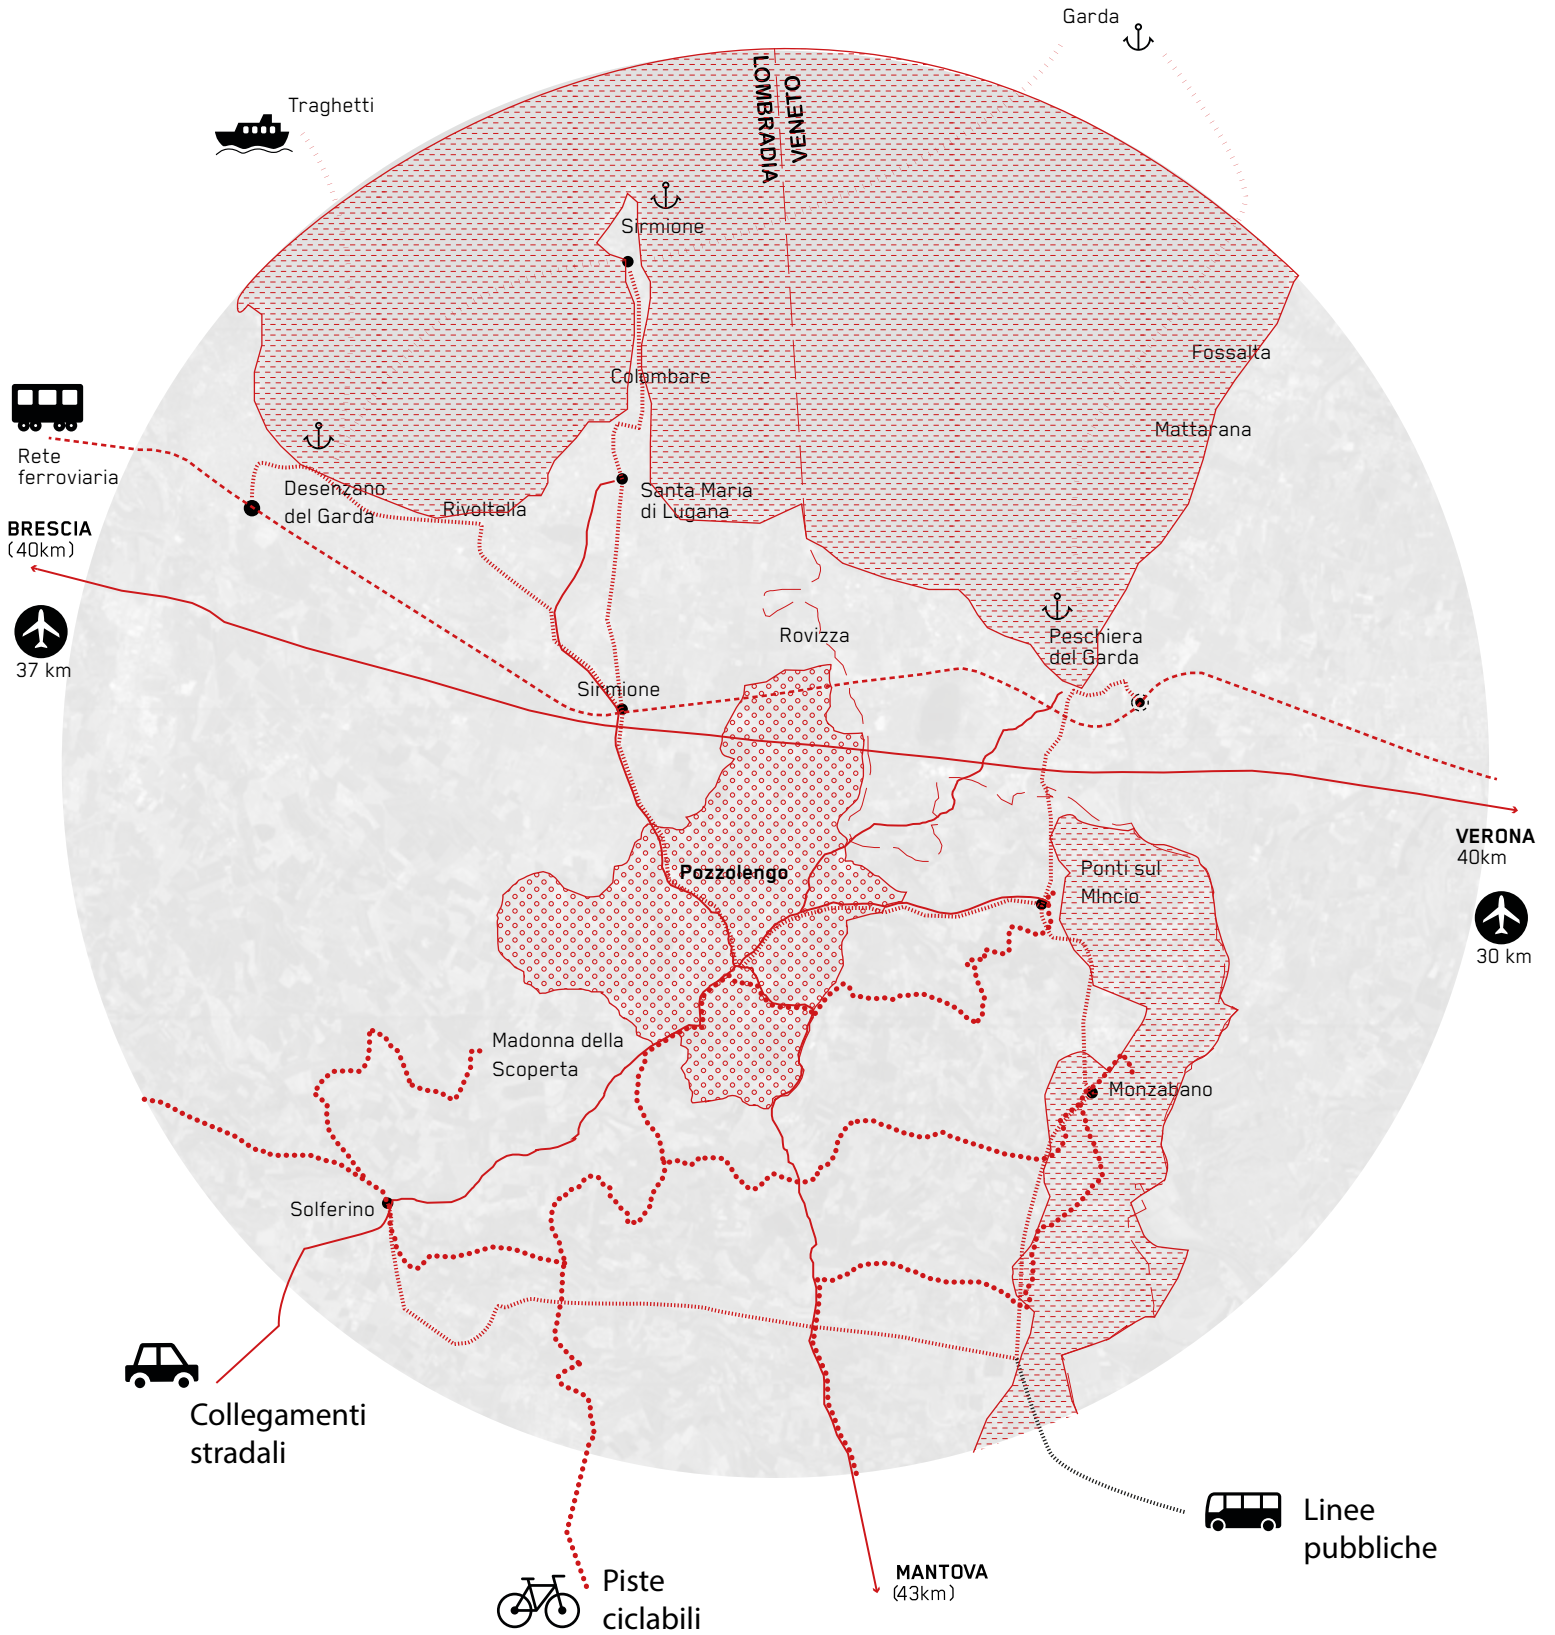 Garda
Traghetti
LOMBRADIA
VENETO
Sirmione
Fossalta
Colombare
Mattarana
Rete
ferroviaria
Desenzano
del Garda
Rivoltella
Santa Maria
di Lugana
BRESCIA
(40km)
37 km
Rovizza
Peschiera
del Garda
Sirmione
VERONA
40km
Pozzolengo
Ponti sul
MIncio
30 km
Madonna della
Scoperta
Monzabano
Solferino
Collegamenti
stradali
Linee
pubbliche
MANTOVA
(43km)
Piste
ciclabili